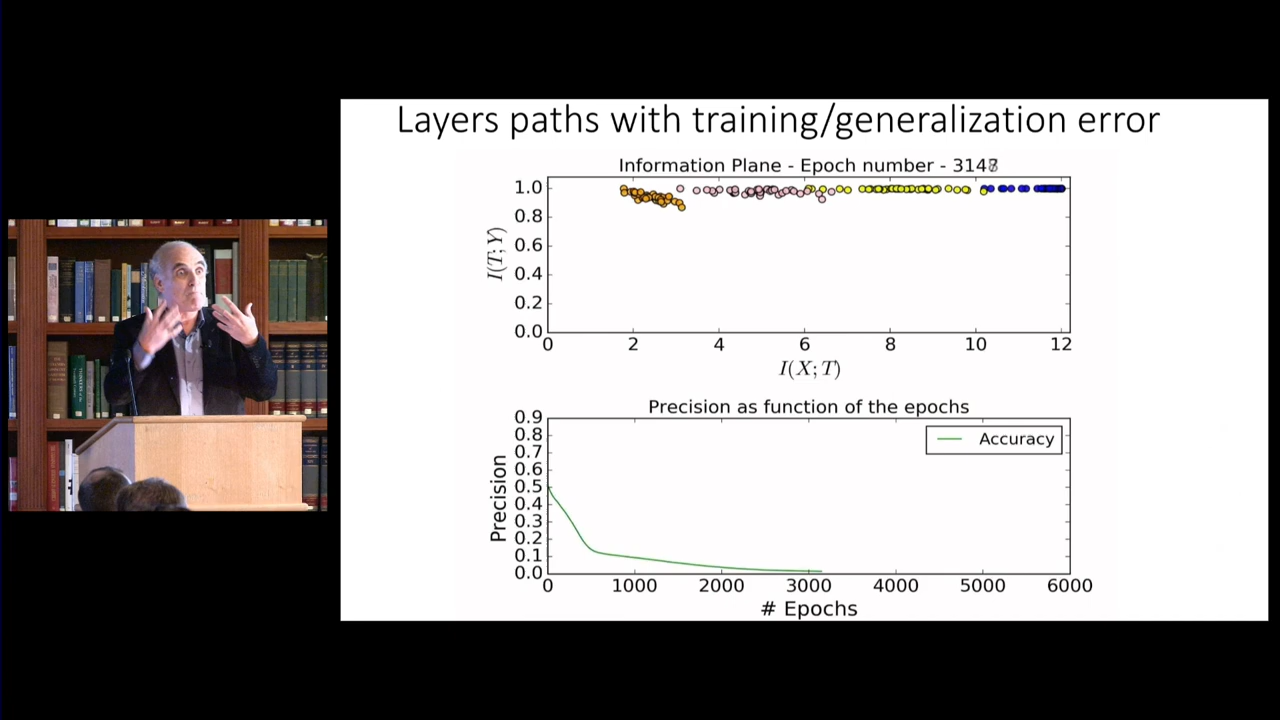 Layers paths with training/generalization error
Information Plane - Epoch number - 3148
1.0
0.8
0.6
0.4
0.2
0.0
I(T;Y)
0 2 4 6 8 10 12
I(X;T)
Precision as function of the epochs
0.9
0.8
0.7
0.6
0.5
0.4
0.3
0.2
0.1
0.0
Precision
Accuracy
0 1000 2000 3000 4000 5000 6000
# Epochs